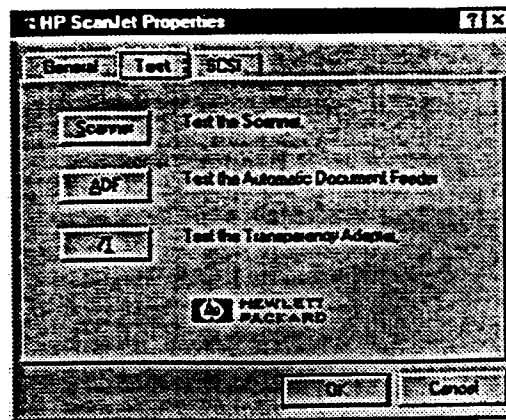 HP ScanJet Properties
General Test SCSI
Scanner Test the Scanner.
ADF Test the Automatic Document Feeder
Test the Transparency Adapter.
hp HEWLETT
PACKARD
OK Cancel